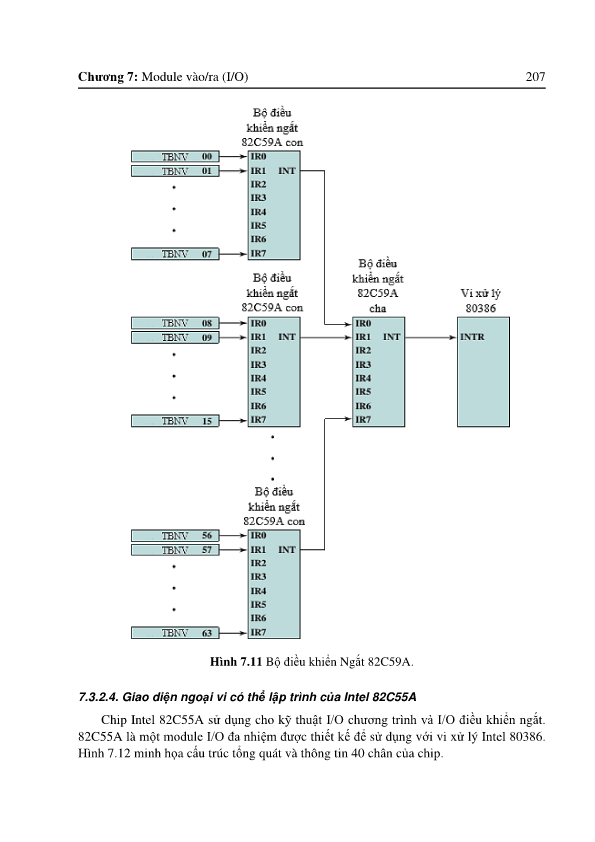 Chương 7: Module vào/ra (I/O) 207
Bộ điều
khiển ngắt
82C59A con
TBNV 00
TBNV 01
TBNV 07
IR0
IR1 INT
IR2
IR3
IR4
IR5
IR6
IR7
Bộ điều
khiển ngắt
82C59A con
TBNV 08
TBNV 09
TBNV 15
IR0
IR1 INT
IR2
IR3
IR4
IR5
IR6
IR7
Bộ điều
khiển ngắt
82C59A
cha
IR0
IR1 INT
IR2
IR3
IR4
IR5
IR6
IR7
Vi xử lý
80386
INTR
Bộ điều
khiển ngắt
82C59A con
TBNV 56
TBNV 57
TBNV 63
IR0
IR1 INT
IR2
IR3
IR4
IR5
IR6
IR7
Hình 7.11 Bộ điều khiển Ngắt 82C59A.
7.3.2.4. Giao diện ngoại vi có thể lập trình của Intel 82C55A
Chip Intel 82C55A sử dụng cho kỹ thuật I/O chương trình và I/O điều khiển ngắt.
82C55A là một module I/O đa nhiệm được thiết kế để sử dụng với vi xử lý Intel 80386.
Hình 7.12 minh họa cấu trúc tổng quát và thông tin 40 chân của chip.